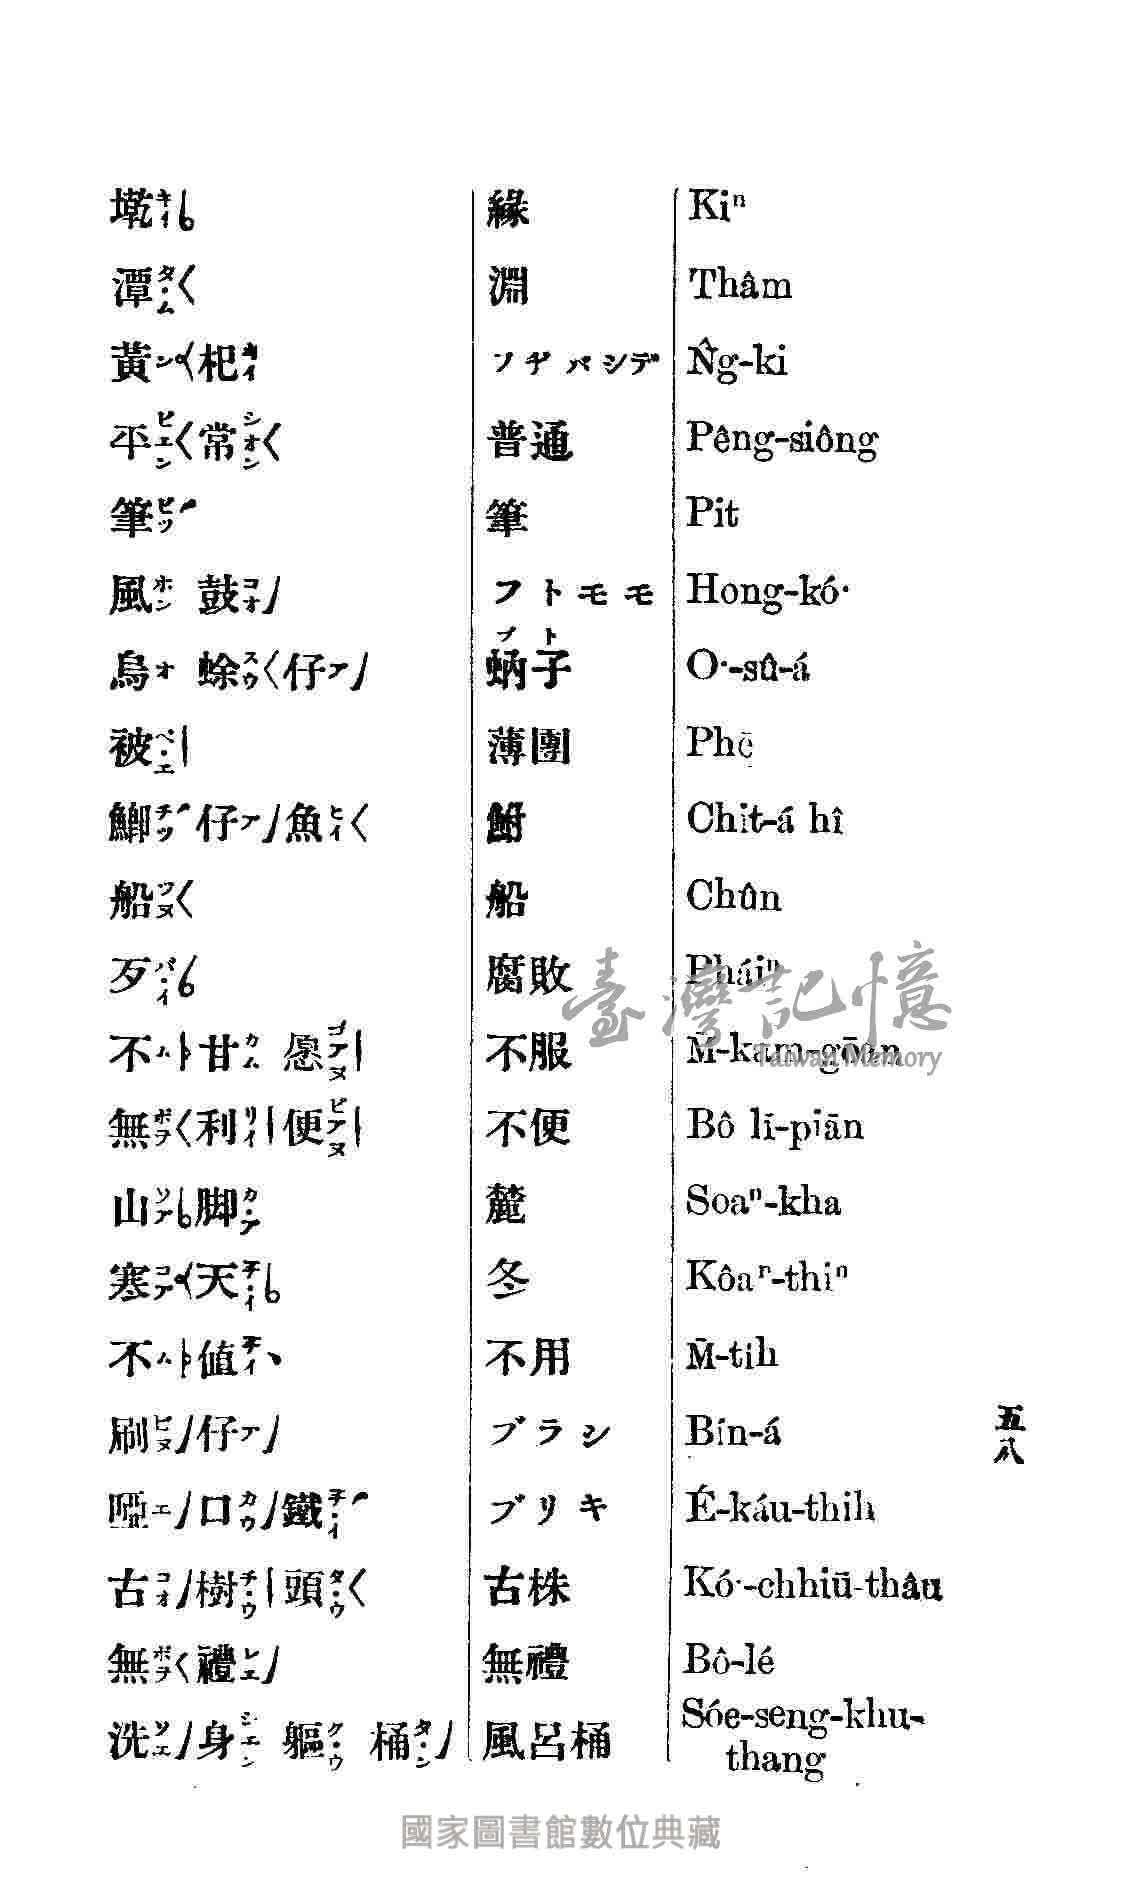 墘キイ 緣 Kiⁿ
潭タム 淵 Thâm
黃ン杞キイ フヂバシデ N̂g-ki
平ピエン常シオン 普通 Pêng-siông
筆ピツ 筆 Pit
風ホン 鼓コオ フトモモ Hong-kó·
烏オ 蜍スウ仔ア 蚋子ブト O·-sû-á
被ペエ 薄團 Phē
鯽チツ仔ア魚ヒイ 鮒 Chit-á hî
船ツヌ 船 Chûn
歹パイ 腐敗 Pháiⁿ
不ム甘カム 愿ゴアヌ 不服 M̄-kam-gōan
無ボヲ利リイ便ピアヌ 不便 Bô lī-piān
山ソア脚カア 麓 Soaⁿ-kha
寒コア天チイ 冬 Kôaⁿ-thiⁿ
不ム值チイ 不用 M̄-tih
刷ビヌ仔ア ブラシ Bín-á
啞エ口カウ鐵チイ ブリキ É-káu-thih
古コオ樹チウ頭タウ 古株 Kó·-chhiū-thâu
無ボヲ禮レエ 無禮 Bô-lé
洗ソエ身シエン 軀クウ 桶タン 風呂桶 Sóe-seng-khu-
thang
五八
臺灣記憶
Taiwan Memory
國家圖書館數位典藏